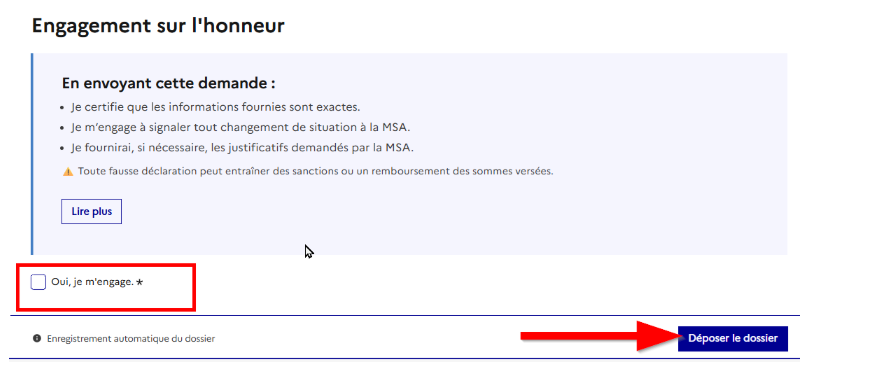 Engagement sur l'honneur
En envoyant cette demande :
• Je certifie que les informations fournies sont exactes.
• Je m'engage à signaler tout changement de situation à la MSA.
• Je fournirai, si nécessaire, les justificatifs demandés par la MSA.
⚠ Toute fausse déclaration peut entraîner des sanctions ou un remboursement des sommes versées.
Lire plus
Oui, je m'engage. *
Enregistrement automatique du dossier
Déposer le dossier